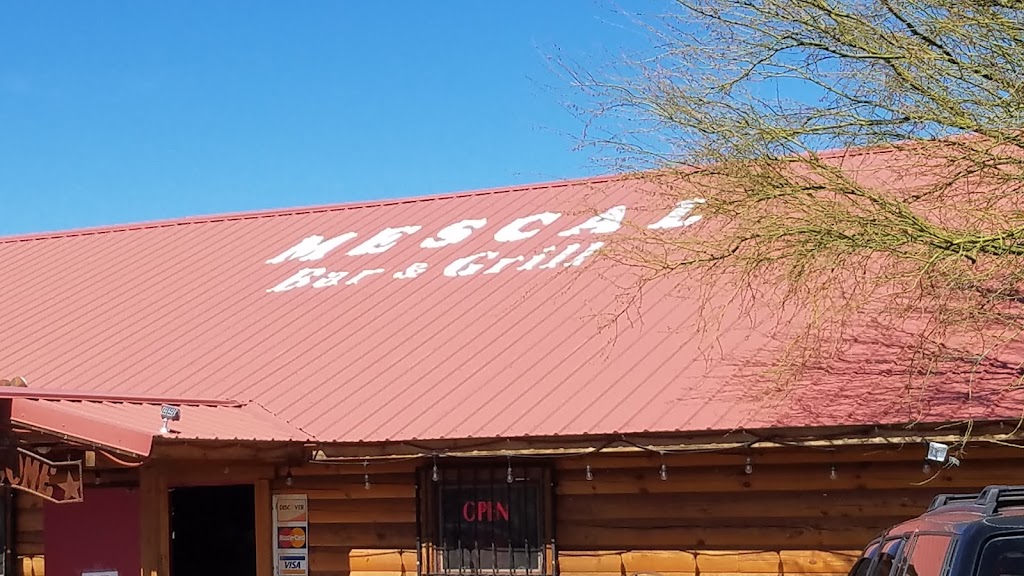 MESCAL
Bar & Grill
OPEN
DISCOVER
MasterCard
VISA